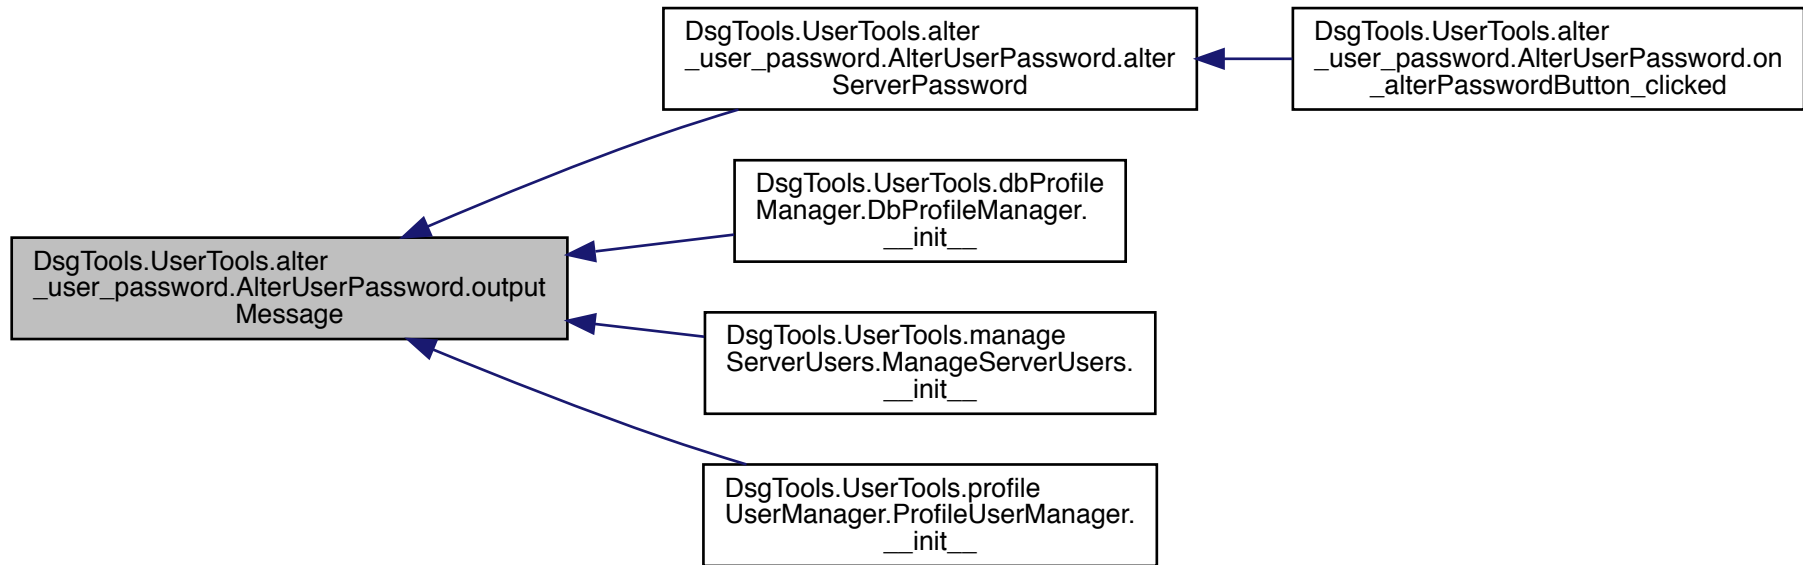 DsgTools.UserTools.alter
_user_password.AlterUserPassword.alter
ServerPassword
DsgTools.UserTools.alter
_user_password.AlterUserPassword.on
_alterPasswordButton_clicked
DsgTools.UserTools.dbProfile
Manager.DbProfileManager.
__init__
DsgTools.UserTools.alter
_user_password.AlterUserPassword.output
Message
DsgTools.UserTools.manage
ServerUsers.ManageServerUsers.
__init__
DsgTools.UserTools.profile
UserManager.ProfileUserManager.
__init__